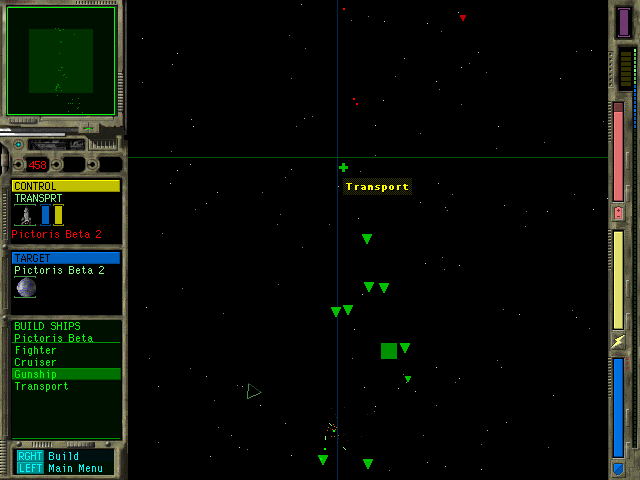 458
CONTROL
TRANSPRT
Pictoris Beta 2
TARGET
Pictoris Beta 2
BUILD SHIPS
Pictoris Beta
Fighter
Cruiser
Gunship
Transport
RGHT Build
LEFT Main Menu
Transport